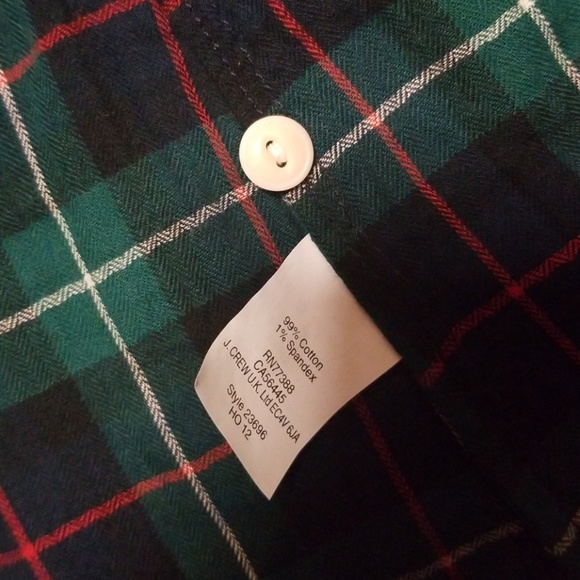 99% Cotton
1% Spandex
RN77388
CA56445
J. CREW U.K. Ltd EC4V 6JA
Style 23696
HO 12